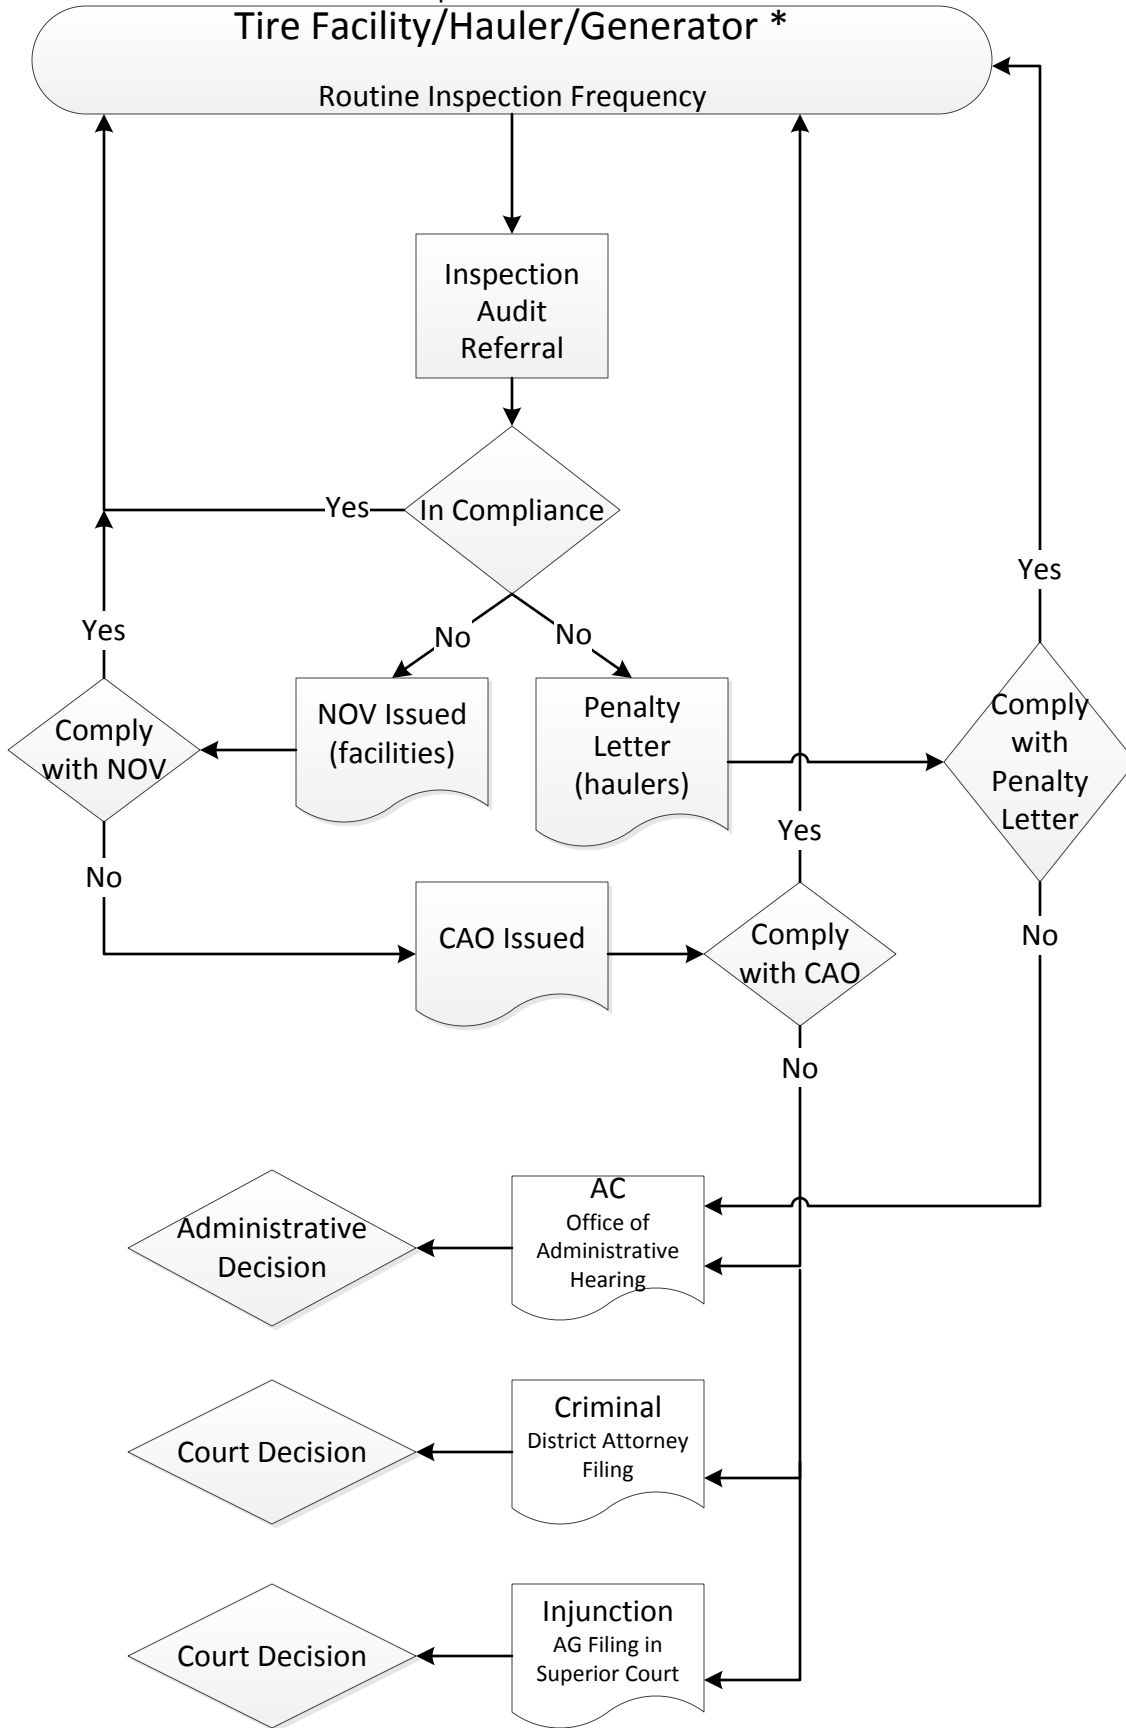 Tire Facility/Hauler/Generator *
Routine Inspection Frequency
Inspection
Audit
Referral
Yes
In Compliance
Yes
Yes
No
No
Comply
with NOV
NOV Issued
(facilities)
Penalty
Letter
(haulers)
Comply
with
Penalty
Letter
Yes
No
CAO Issued
Comply
with CAO
No
No
AC
Office of
Administrative
Hearing
Administrative
Decision
Criminal
District Attorney
Filing
Court Decision
Injunction
AG Filing in
Superior Court
Court Decision